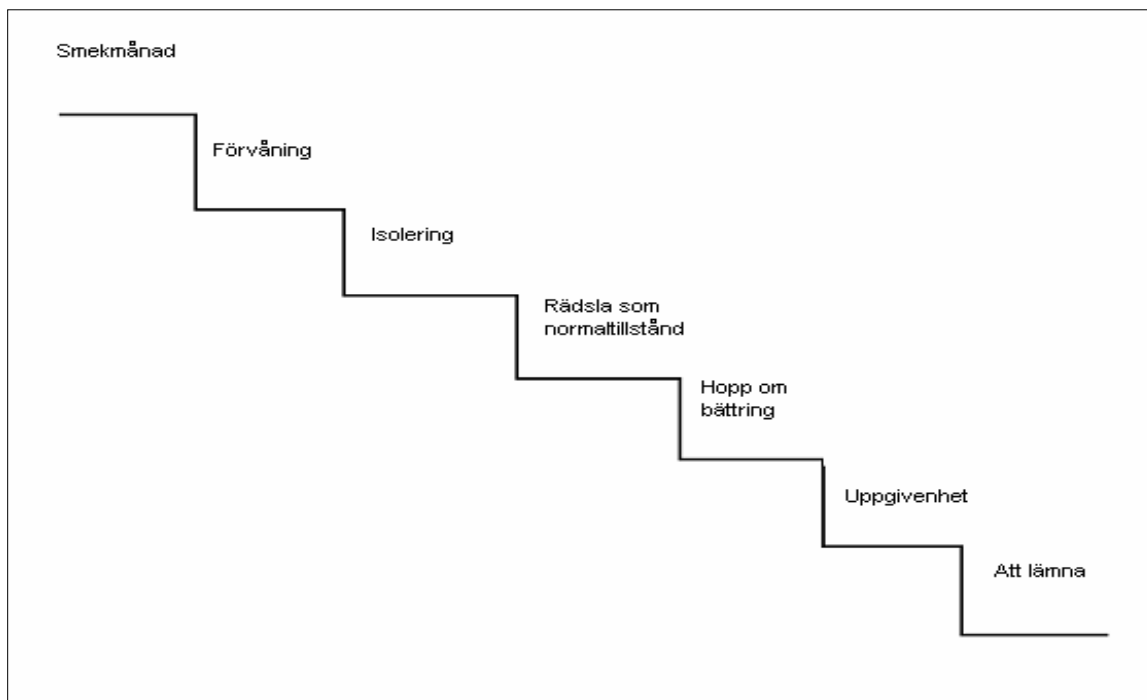 Smekmånad
Förvåning
Isolering
Rädsla som
normaltillstånd
Hopp om
bättring
Uppgivenhet
Att lämna